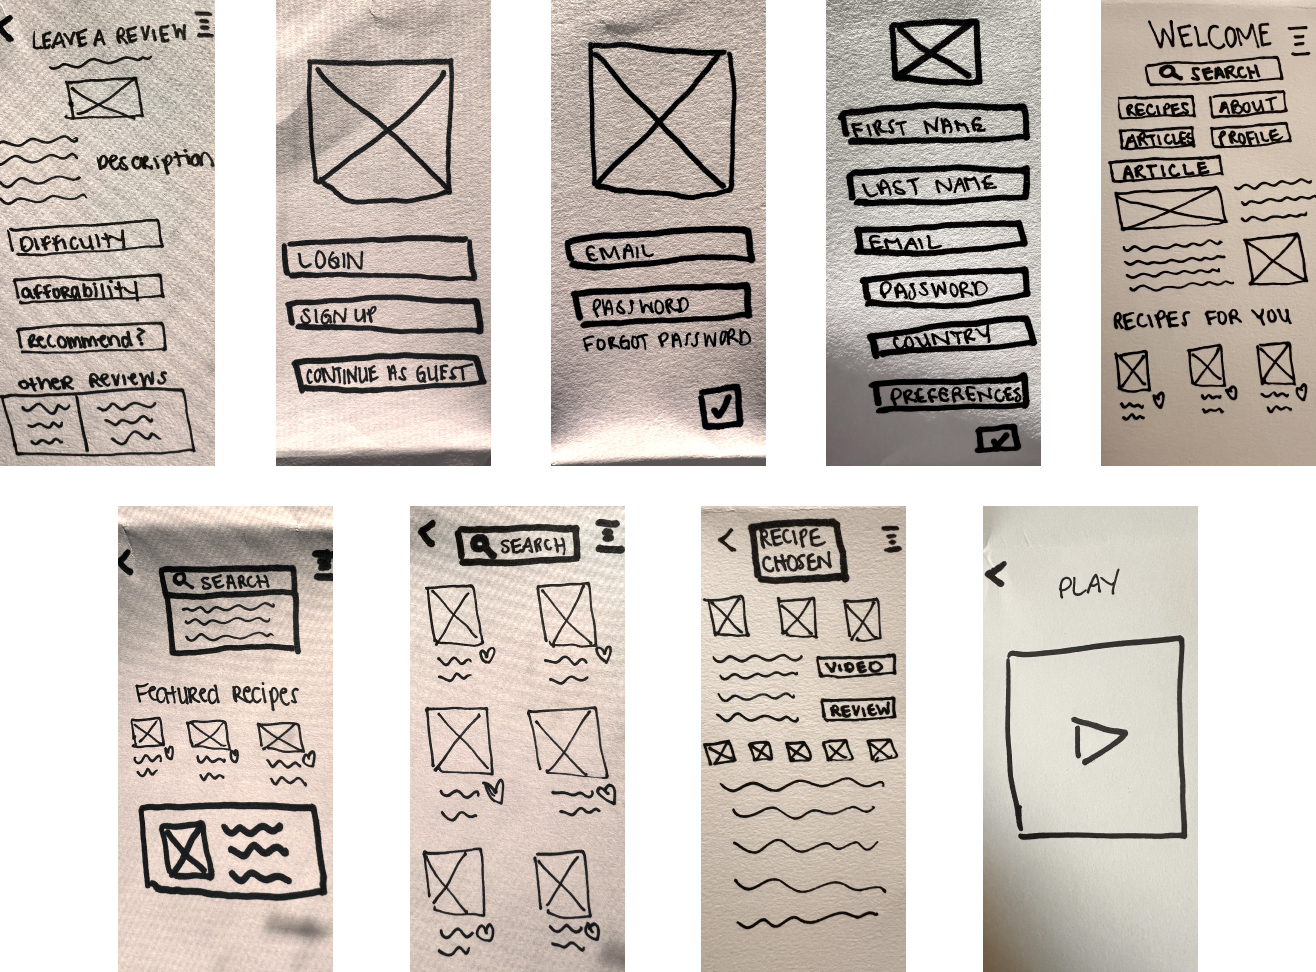 LEAVE A REVIEW
Description
Difficulty
afforability
Recommend?
other Reviews
LOGIN
SIGN UP
CONTINUE AS GUEST
EMAIL
PASSWORD
FORGOT PASSWORD
FIRST NAME
LAST NAME
EMAIL
PASSWORD
COUNTRY
PREFERENCES
WELCOME
SEARCH
RECIPES ABOUT
ARTICLES PROFILE
ARTICLE
RECIPES FOR YOU
SEARCH
Featured Recipes
SEARCH
RECIPE
CHOSEN
VIDEO
REVIEW
PLAY